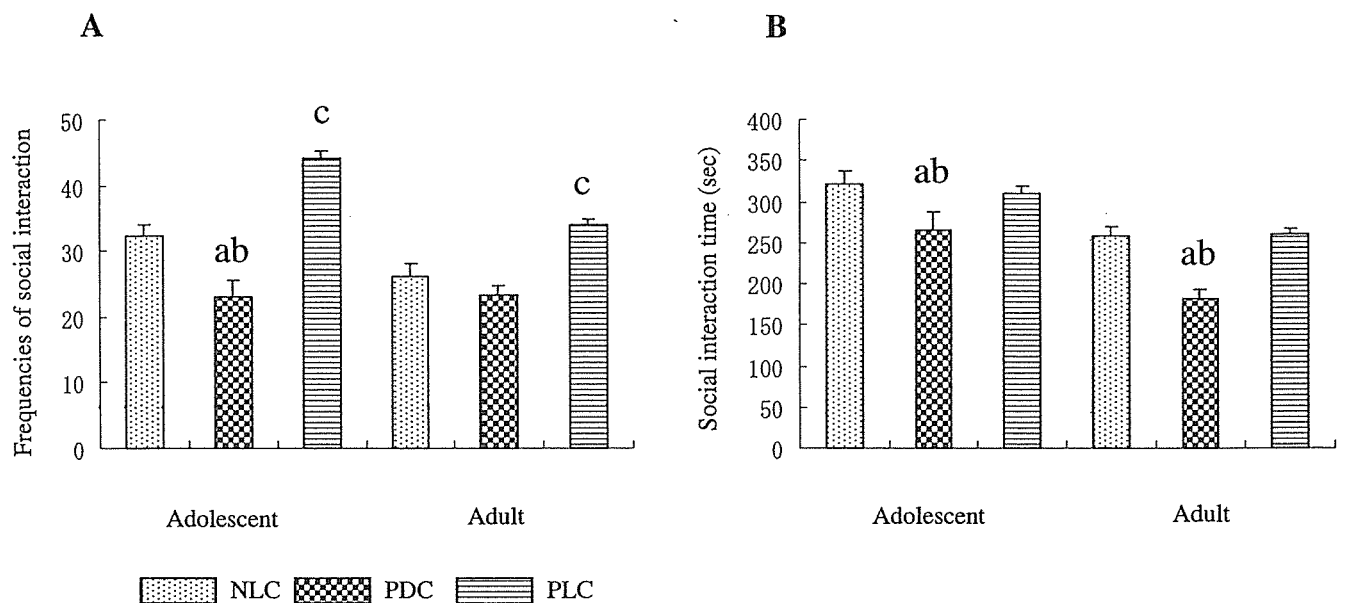 A
B
Frequencies of social interaction
50
40
30
20
10
0
ab
c
c
Adolescent
Adult
Social interaction time (sec)
400
350
300
250
200
150
100
50
0
ab
ab
Adolescent
Adult
NLC
PDC
PLC